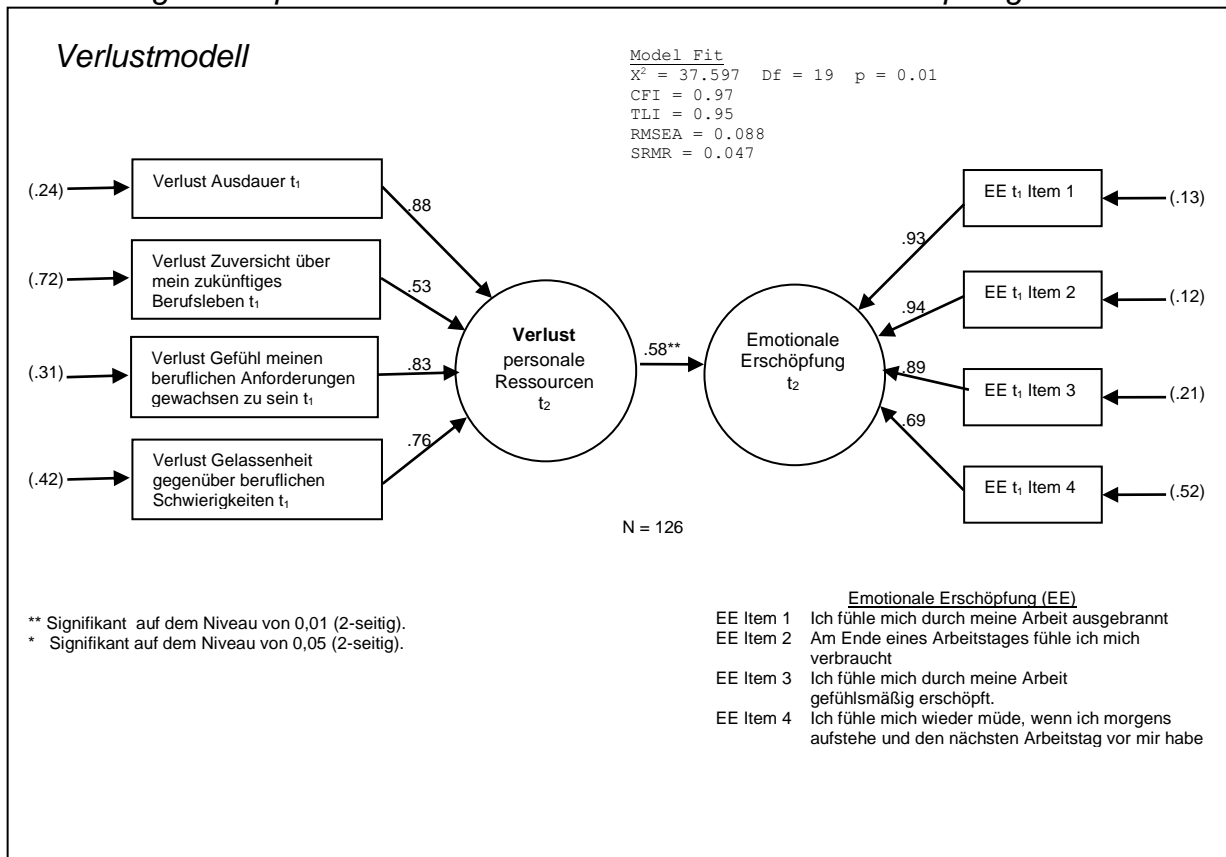 Verlustmodell
Model Fit
X² = 37.597 Df = 19 p = 0.01
CFI = 0.97
TLI = 0.95
RMSEA = 0.088
SRMR = 0.047
(.24)
Verlust Ausdauer t₁
.88
(.72)
Verlust Zuversicht über
mein zukünftiges
Berufsleben t₁
.53
(.31)
Verlust Gefühl meinen
beruflichen Anforderungen
gewachsen zu sein t₁
.83
(.42)
Verlust Gelassenheit
gegenüber beruflichen
Schwierigkeiten t₁
.76
Verlust
personale
Ressourcen
t₂
.58**
Emotionale
Erschöpfung
t₂
.93
EE t₁ Item 1
(.13)
.94
EE t₁ Item 2
(.12)
.89
EE t₁ Item 3
(.21)
.69
EE t₁ Item 4
(.52)
N = 126
** Signifikant auf dem Niveau von 0,01 (2-seitig).
* Signifikant auf dem Niveau von 0,05 (2-seitig).
Emotionale Erschöpfung (EE)
EE Item 1 Ich fühle mich durch meine Arbeit ausgebrannt
EE Item 2 Am Ende eines Arbeitstages fühle ich mich
verbraucht
EE Item 3 Ich fühle mich durch meine Arbeit
gefühlsmäßig erschöpft.
EE Item 4 Ich fühle mich wieder müde, wenn ich morgens
aufstehe und den nächsten Arbeitstag vor mir habe